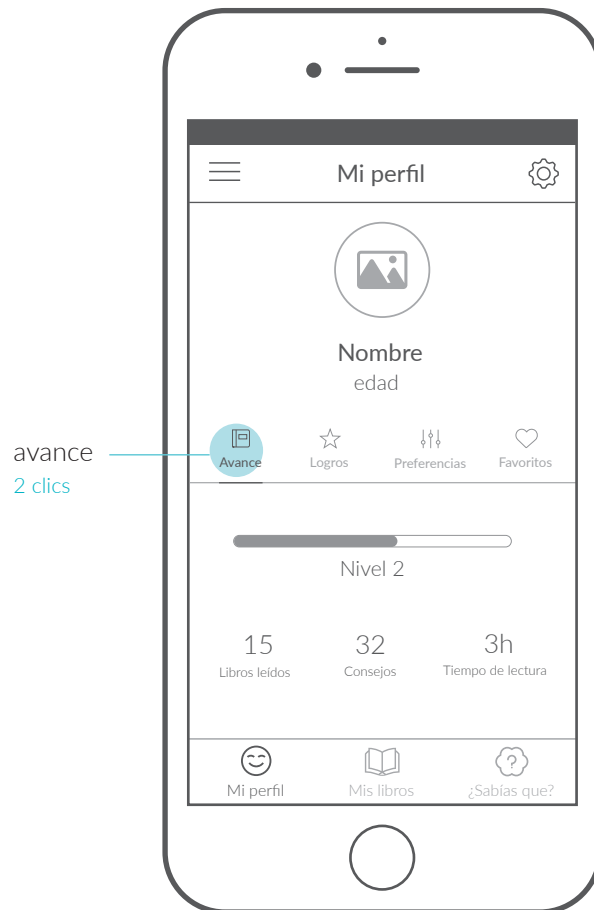 Mi perfil
Nombre
edad
avance
2 clics
Avance Logros Preferencias Favoritos
Nivel 2
15 32 3h
Libros leídos Consejos Tiempo de lectura
Mi perfil Mis libros ¿Sabías que?